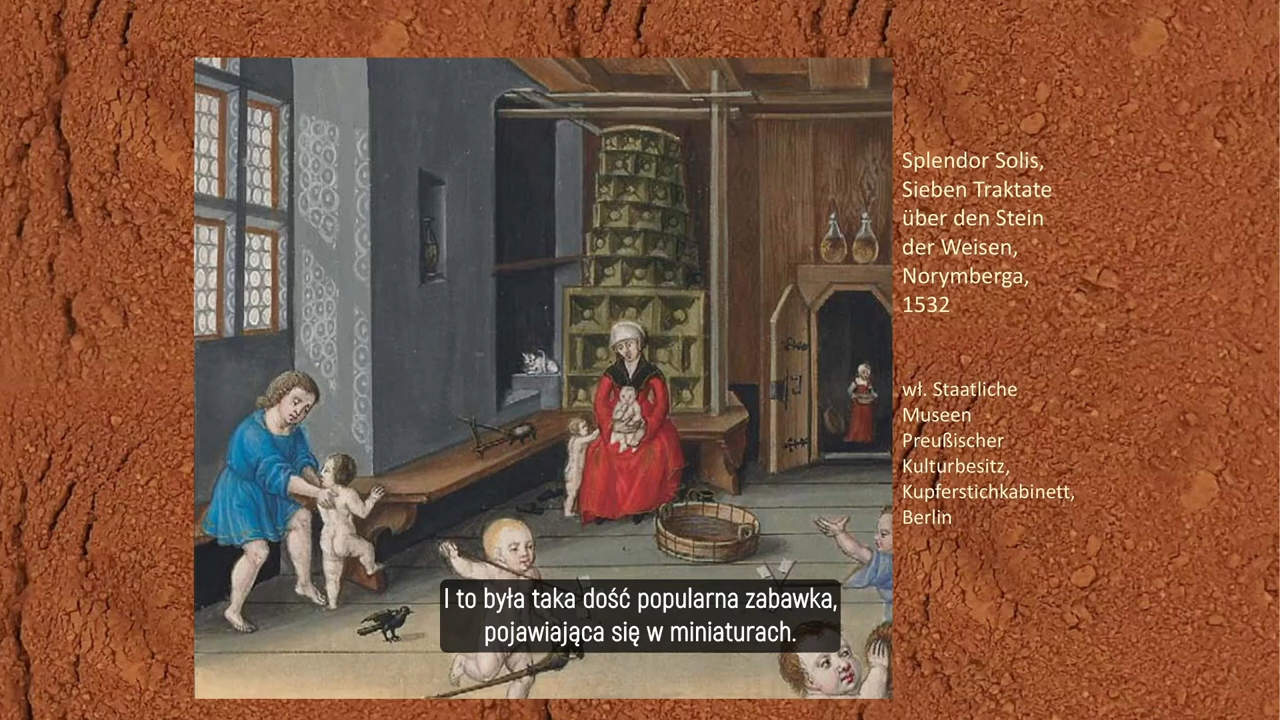 Splendor Solis,
Sieben Traktate
über den Stein
der Weisen,
Norymberga,
1532
wł. Staatliche
Museen
Preußischer
Kulturbesitz,
Kupferstichkabinett,
Berlin
I to była taka dość popularna zabawka,
pojawiająca się w miniaturach.